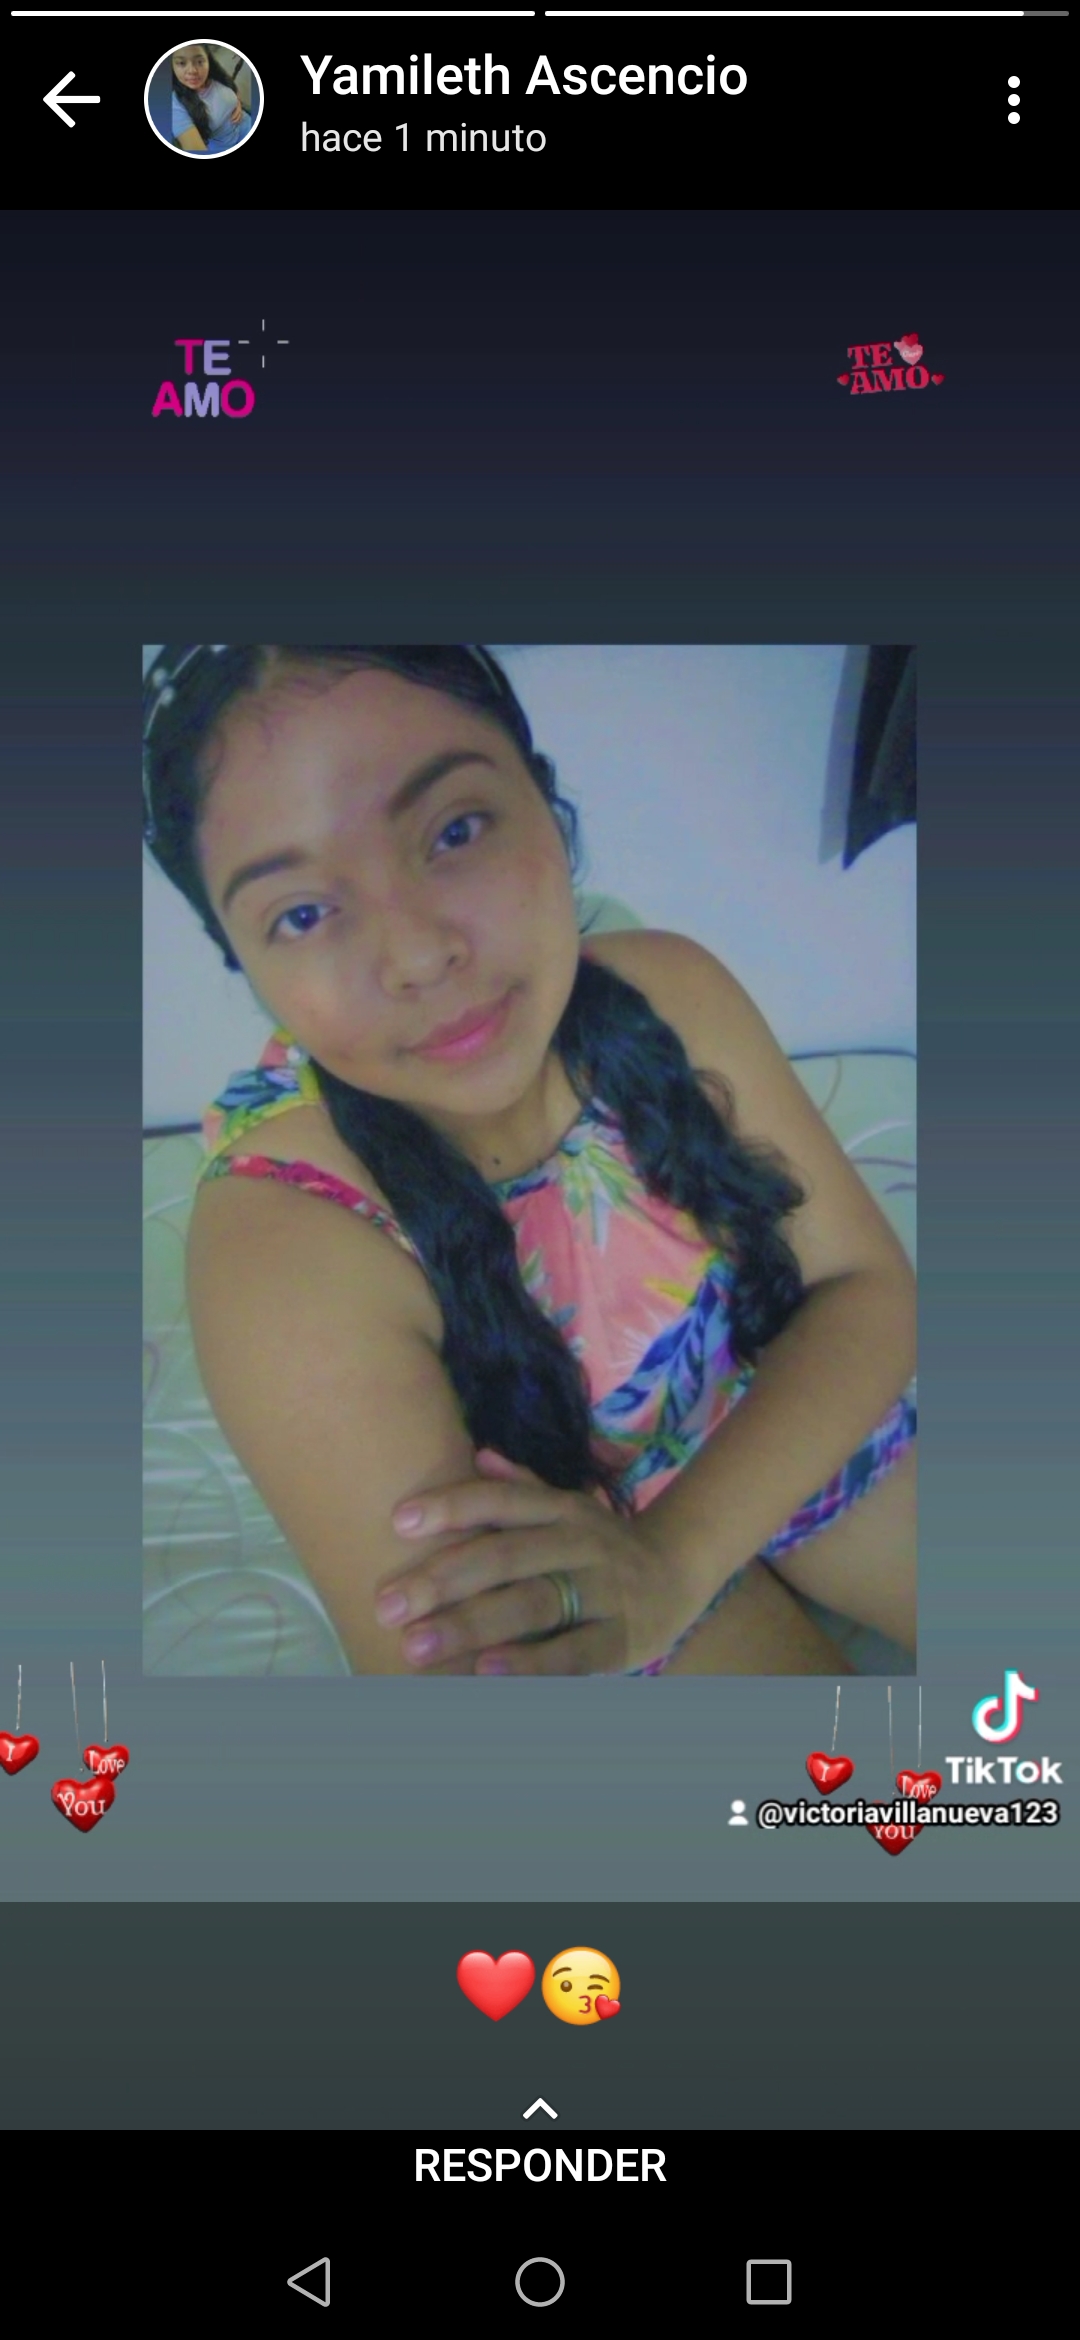 Yamileth Ascencio
hace 1 minuto
TE
AMO
TE
AMO
I
Love
You
I
Love
You
TikTok
@victoriavillanueva123
RESPONDER